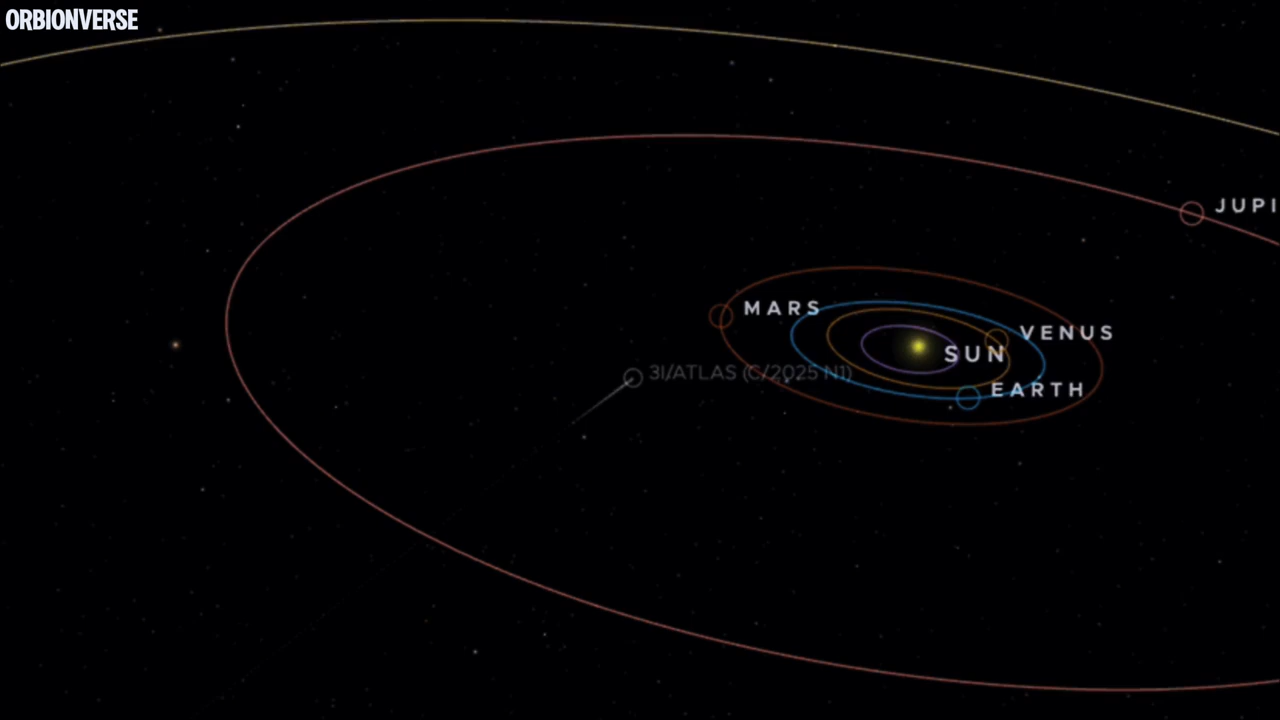 ORBIONVERSE
JUPI
MARS
VENUS
SUN
3I/ATLAS (C/2025 N1)
EARTH